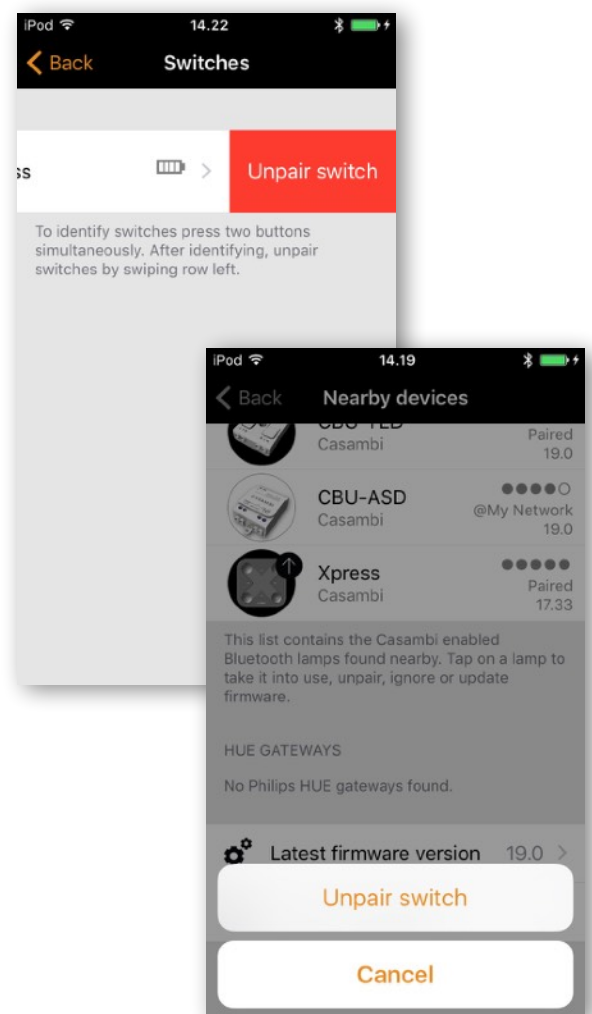 iPod 14.22
Back Switches
ss Unpair switch
To identify switches press two buttons
simultaneously. After identifying, unpair
switches by swiping row left.
iPod 14.19
Back Nearby devices
CBU-TED
Casambi Paired
19.0
CBU-ASD
Casambi @My Network
19.0
Xpress
Casambi Paired
17.33
This list contains the Casambi enabled
Bluetooth lamps found nearby. Tap on a lamp to
take it into use, unpair, ignore or update
firmware.
HUE GATEWAYS
No Philips HUE gateways found.
Latest firmware version 19.0
Unpair switch
Cancel